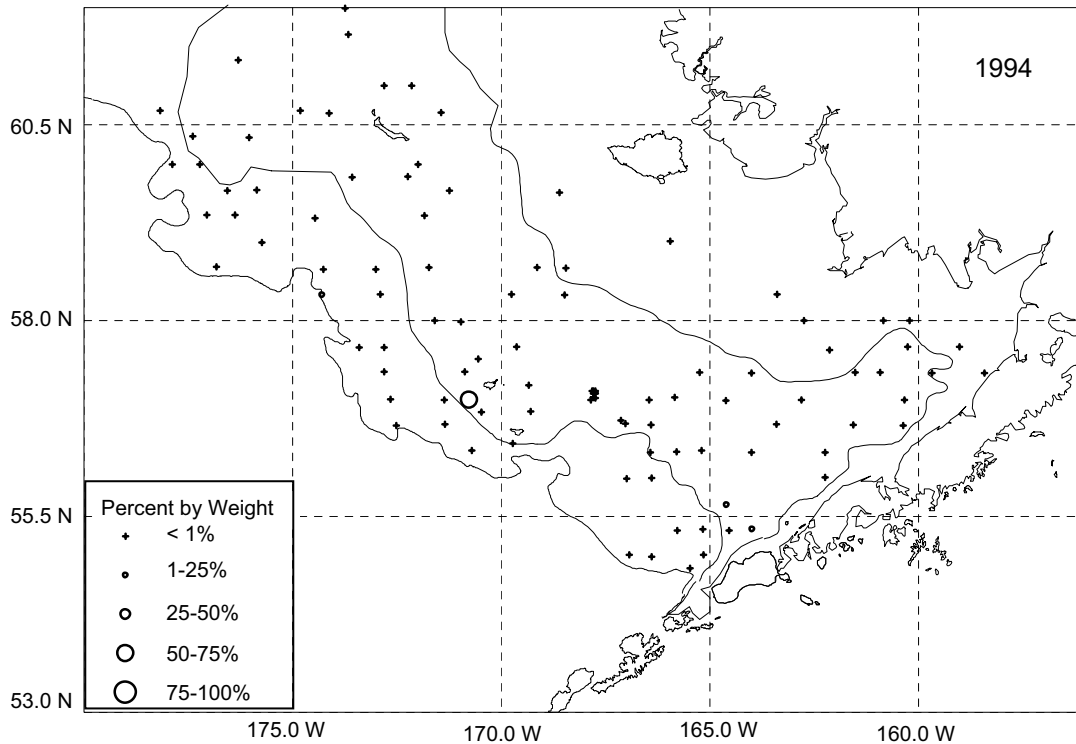 1994
60.5 N
58.0 N
55.5 N
53.0 N
Percent by Weight
< 1%
1-25%
25-50%
50-75%
75-100%
175.0 W
170.0 W
165.0 W
160.0 W